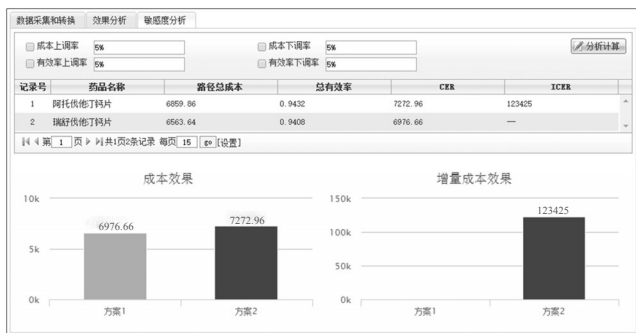 数据采集和转换 效果分析 敏感度分析
成本上调率 5% 成本下调率 5% 分析计算
有效率上调率 5% 有效率下调率 5%
记录号 药品名称 路径总成本 总有效率 CER ICER
1 阿托伐他汀钙片 6859.86 0.9432 7272.96 123425
2 瑞舒伐他汀钙片 6563.64 0.9408 6976.66 —
第 1 页 共1页2条记录 每页 15 go [设置]
成本效果 增量成本效果
10k 150k
6976.66 7272.96 123425
100k
5k 50k
0k 0k
方案1 方案2 方案1 方案2